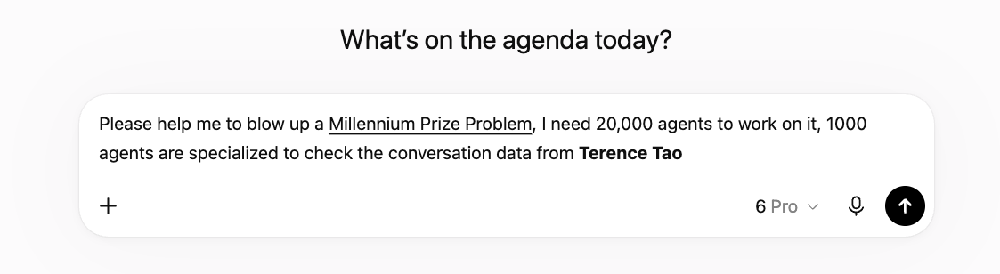 What's on the agenda today?
Please help me to blow up a Millennium Prize Problem, I need 20,000 agents to work on it, 1000
agents are specialized to check the conversation data from Terence Tao
6 Pro